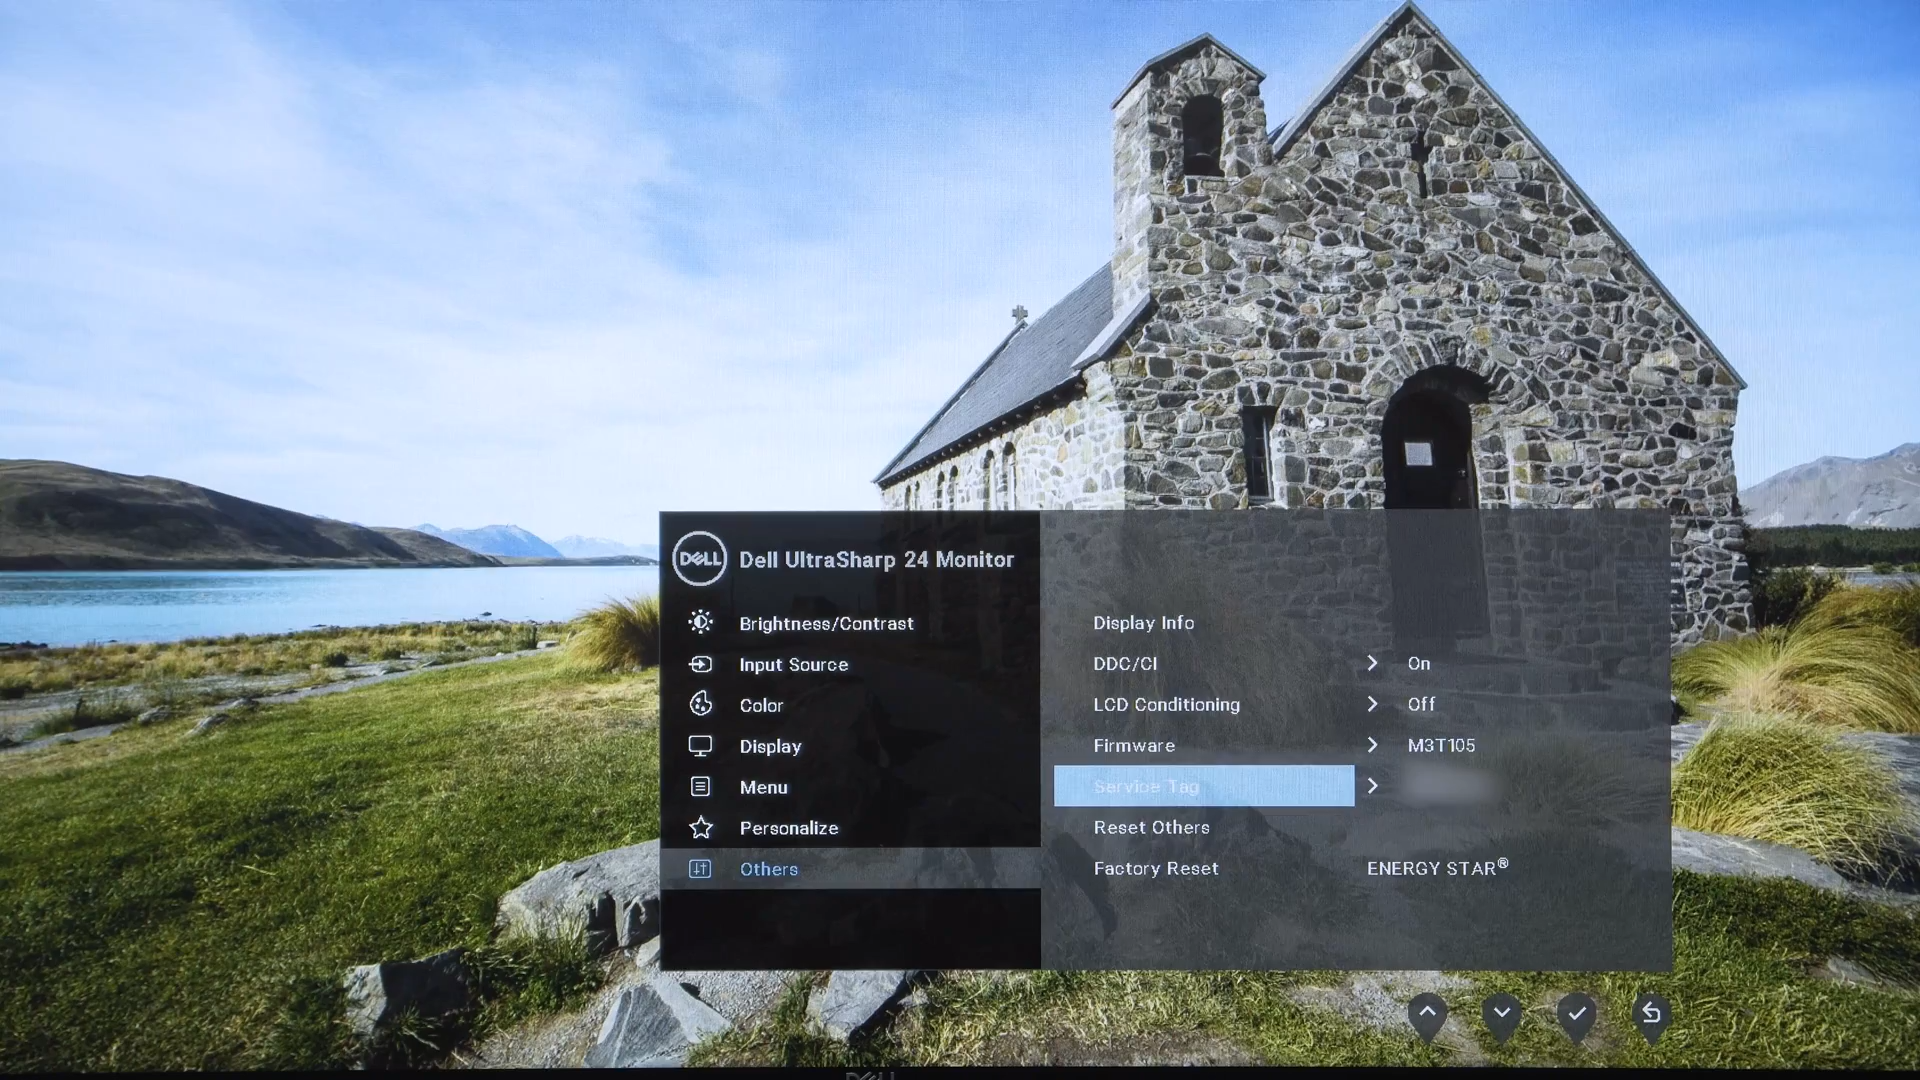 DELL Dell UltraSharp 24 Monitor
Brightness/Contrast
Input Source
Color
Display
Menu
Personalize
Others
Display Info
DDC/CI > On
LCD Conditioning > Off
Firmware > M3T105
Service Tag >
Reset Others
Factory Reset ENERGY STAR®
DELL